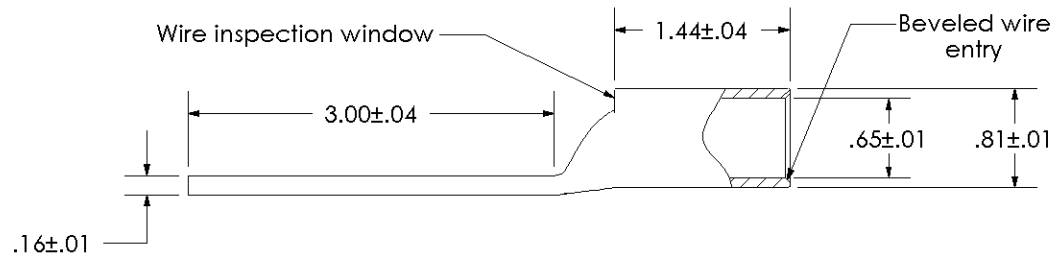 Wire inspection window
1.44±.04
Beveled wire
entry
3.00±.04
.65±.01
.81±.01
.16±.01